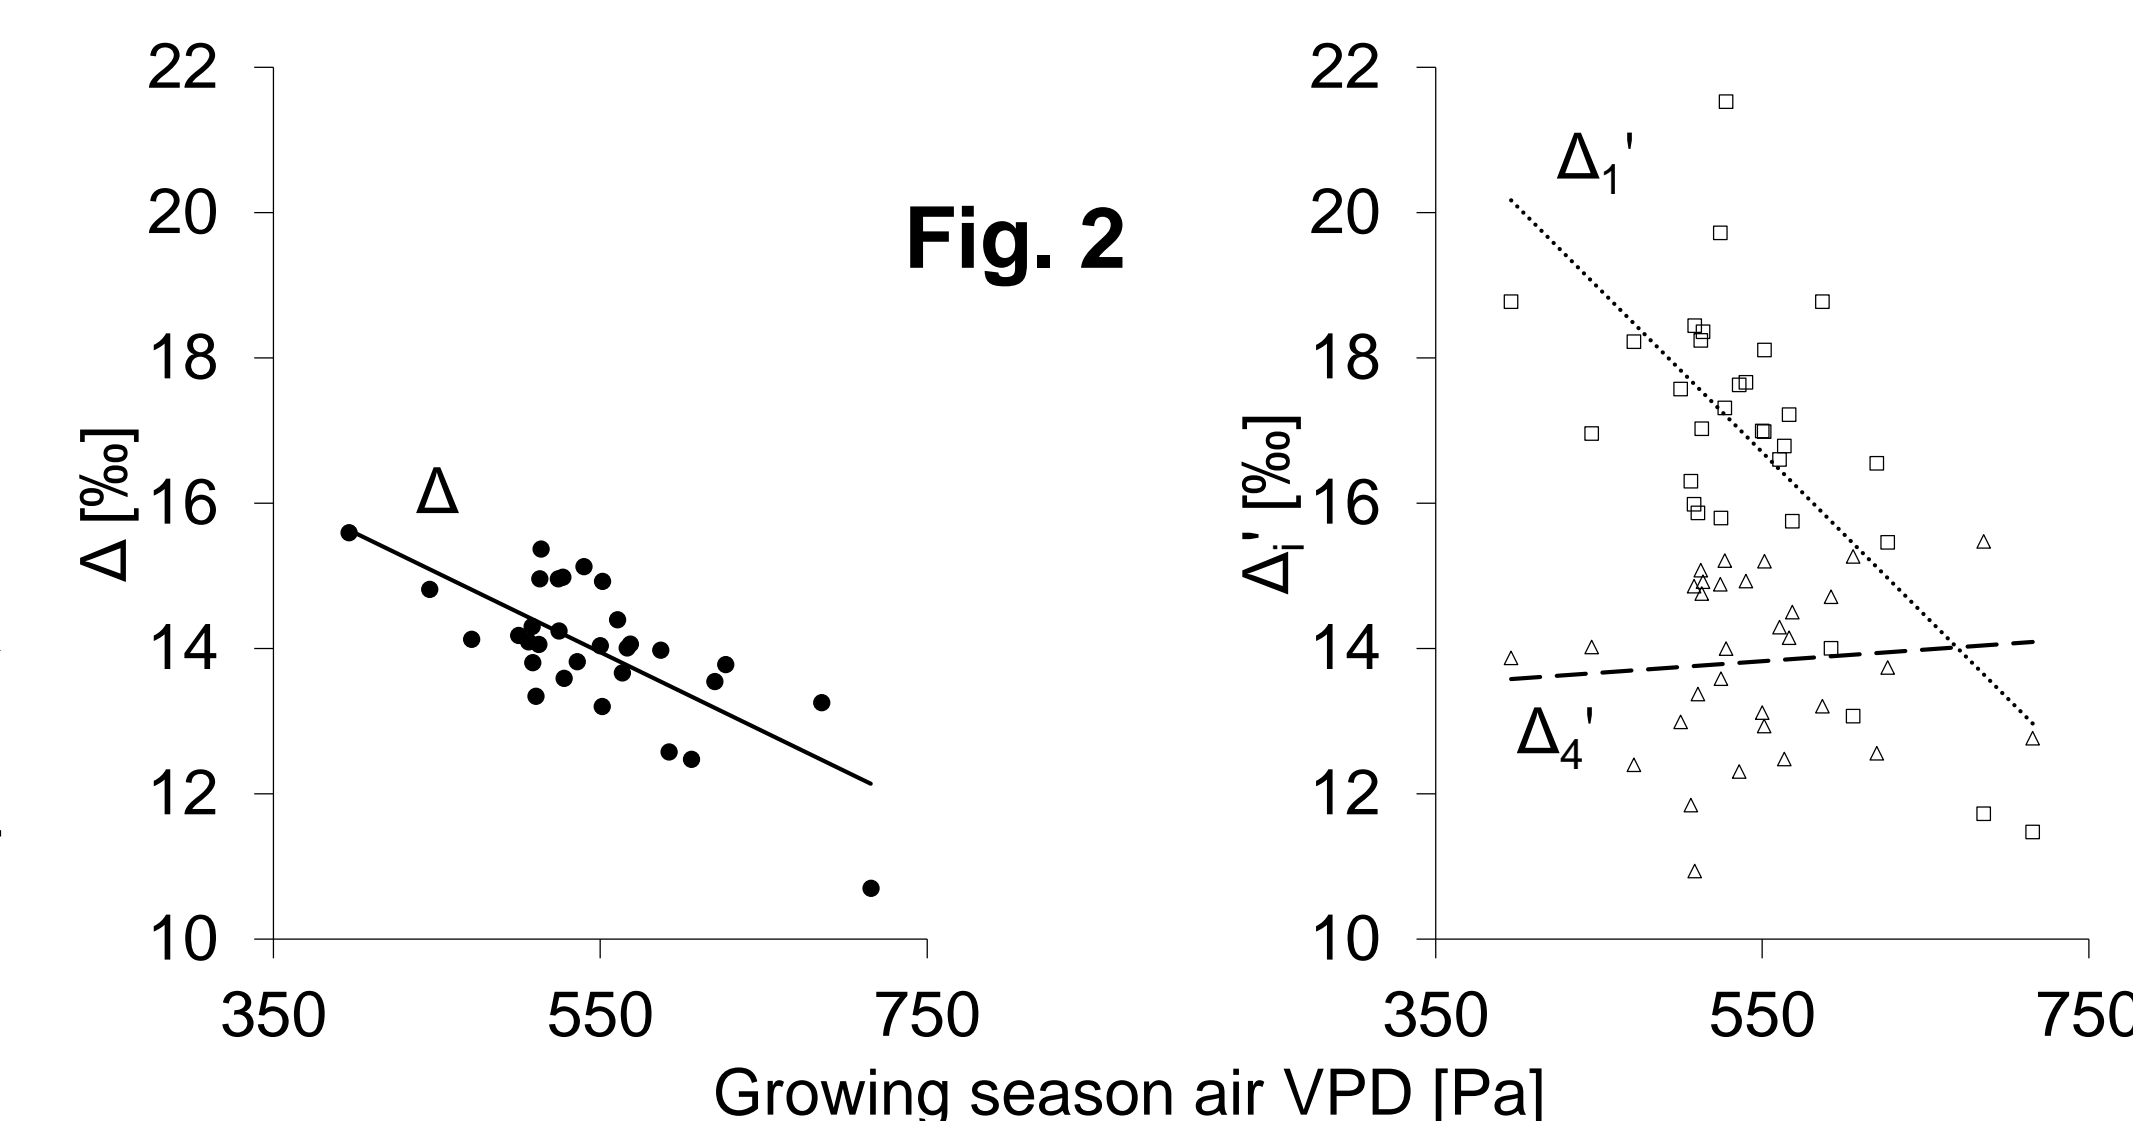 22
20
18
16
14
12
10
Δ [‰]
Δ
350 550 750
Fig. 2
22
20
18
16
14
12
10
Δi' [‰]
Δ1'
Δ4'
350 550 750
Growing season air VPD [Pa]